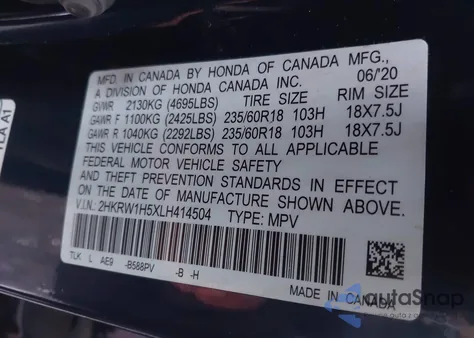 MFD. IN CANADA BY HONDA OF CANADA MFG.,
A DIVISION OF HONDA CANADA INC. 06/20
GVWR 2130KG (4695LBS) TIRE SIZE RIM SIZE
GAWR F 1100KG (2425LBS) 235/60R18 103H 18X7.5J
GAWR R 1040KG (2292LBS) 235/60R18 103H 18X7.5J
THIS VEHICLE CONFORMS TO ALL APPLICABLE
FEDERAL MOTOR VEHICLE SAFETY
AND THEFT PREVENTION STANDARDS IN EFFECT
ON THE DATE OF MANUFACTURE SHOWN ABOVE.
V.I.N.: 2HKRW1H5XLH414504 TYPE: MPV
TLK L AE9 -B588PV -B -H
MADE IN CANADA
TLA A1
autoSnap